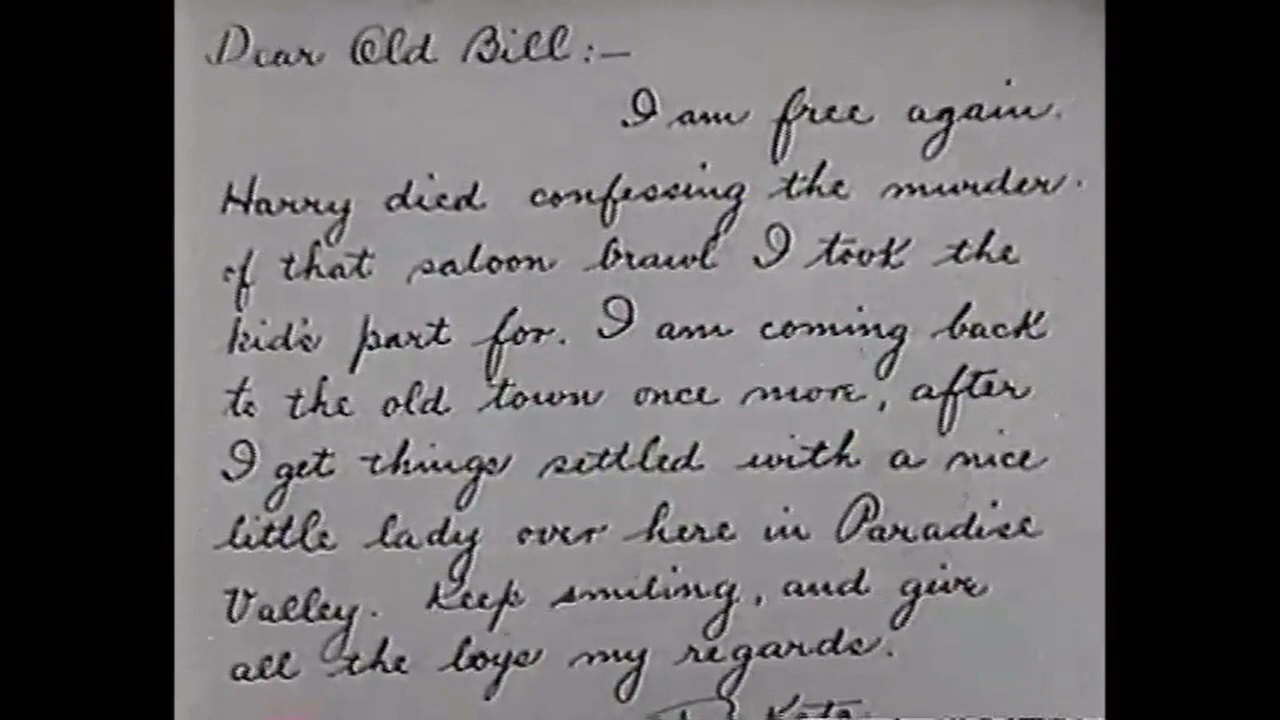 Dear Old Bill:—
I am free again.
Harry died confessing the murder
of that saloon brawl I took the
kid's part for. I am coming back
to the old town once more, after
I get things settled with a nice
little lady over here in Paradise
Valley. Keep smiling, and give
all the boys my regards.